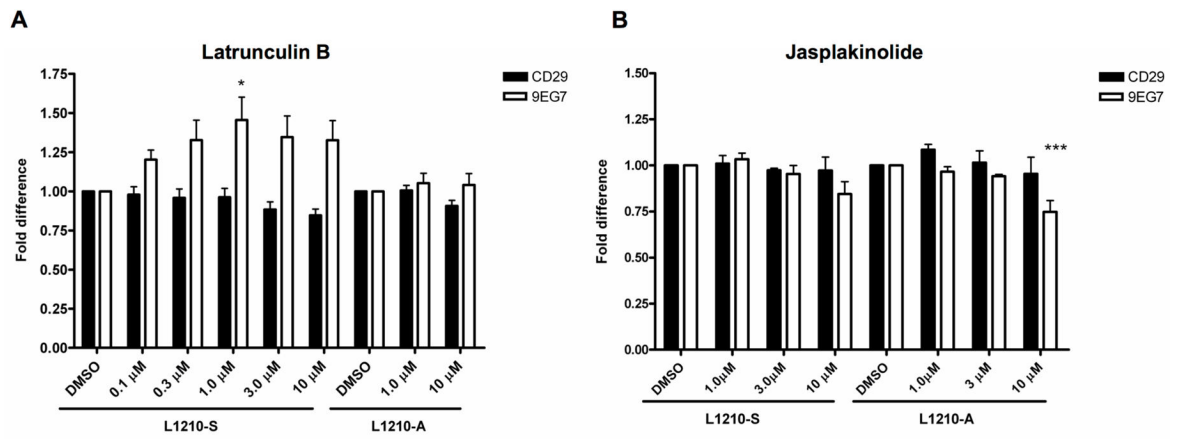 A
Latrunculin B
CD29
9EG7
Fold difference
1.75
1.50
1.25
1.00
0.75
0.50
0.25
0.00
*
DMSO
0.1 µM
0.3 µM
1.0 µM
3.0 µM
10 µM
DMSO
1.0 µM
10 µM
L1210-S
L1210-A
B
Jasplakinolide
CD29
9EG7
Fold difference
1.50
1.25
1.00
0.75
0.50
0.25
0.00
***
DMSO
1.0µM
3.0µM
10 µM
DMSO
1.0µM
3 µM
10 µM
L1210-S
L1210-A